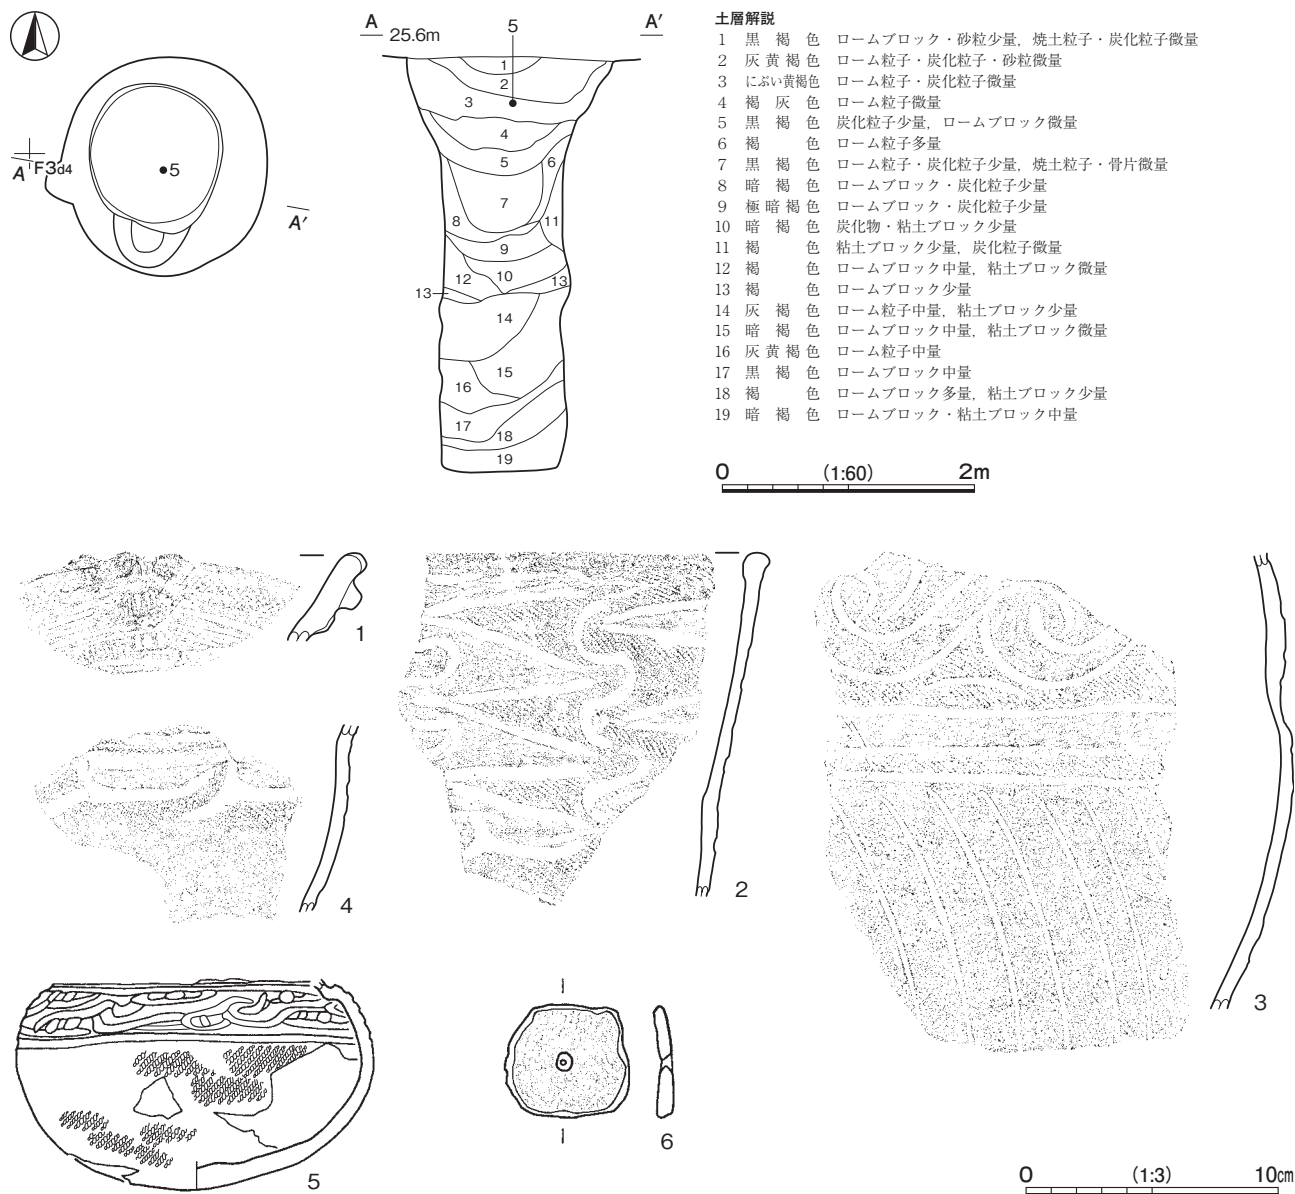 A 25.6m 5 A′
1
2
3
4
5 6
7
8 11
9
12 10 13
13
14
15
16
17
18
19
A F3d4
5
A′
土層解説
1 黒褐色 ロームブロック・砂粒少量，焼土粒子・炭化粒子微量
2 灰黄褐色 ローム粒子・炭化粒子・砂粒微量
3 にぶい黄褐色 ローム粒子・炭化粒子微量
4 褐灰色 ローム粒子微量
5 黒褐色 炭化粒子少量，ロームブロック微量
6 褐色 ローム粒子多量
7 黒褐色 ローム粒子・炭化粒子少量，焼土粒子・骨片微量
8 暗褐色 ロームブロック・炭化粒子少量
9 極暗褐色 ロームブロック・炭化粒子少量
10 暗褐色 炭化物・粘土ブロック少量
11 褐色 粘土ブロック少量，炭化粒子微量
12 褐色 ロームブロック中量，粘土ブロック微量
13 褐色 ロームブロック少量
14 灰褐色 ローム粒子中量，粘土ブロック少量
15 暗褐色 ロームブロック中量，粘土ブロック微量
16 灰黄褐色 ローム粒子中量
17 黒褐色 ロームブロック中量
18 褐色 ロームブロック多量，粘土ブロック少量
19 暗褐色 ロームブロック・粘土ブロック中量
0 (1:60) 2m
1
2
3
4
5
6
0 (1:3) 10cm